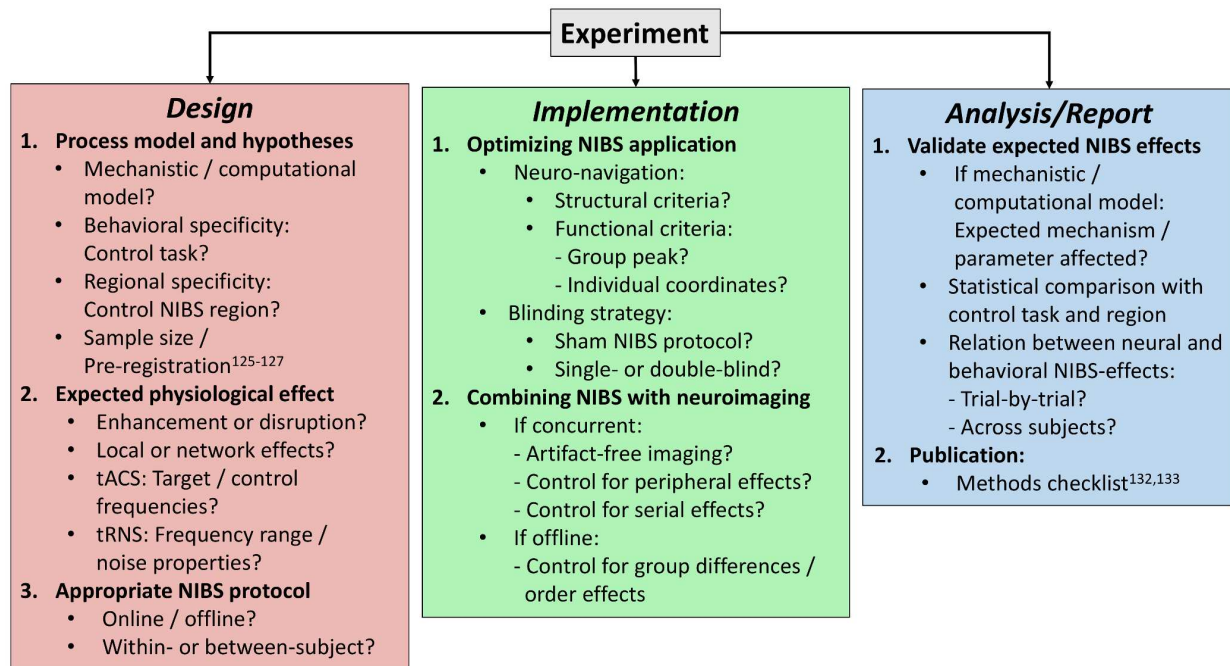 Experiment
Design
1. Process model and hypotheses
• Mechanistic / computational
model?
• Behavioral specificity:
Control task?
• Regional specificity:
Control NIBS region?
• Sample size /
Pre-registration125-127
2. Expected physiological effect
• Enhancement or disruption?
• Local or network effects?
• tACS: Target / control
frequencies?
• tRNS: Frequency range /
noise properties?
3. Appropriate NIBS protocol
• Online / offline?
• Within- or between-subject?
Implementation
1. Optimizing NIBS application
• Neuro-navigation:
• Structural criteria?
• Functional criteria:
- Group peak?
- Individual coordinates?
• Blinding strategy:
• Sham NIBS protocol?
• Single- or double-blind?
2. Combining NIBS with neuroimaging
• If concurrent:
- Artifact-free imaging?
- Control for peripheral effects?
- Control for serial effects?
• If offline:
- Control for group differences /
order effects
Analysis/Report
1. Validate expected NIBS effects
• If mechanistic /
computational model:
Expected mechanism /
parameter affected?
• Statistical comparison with
control task and region
• Relation between neural and
behavioral NIBS-effects:
- Trial-by-trial?
- Across subjects?
2. Publication:
• Methods checklist132,133